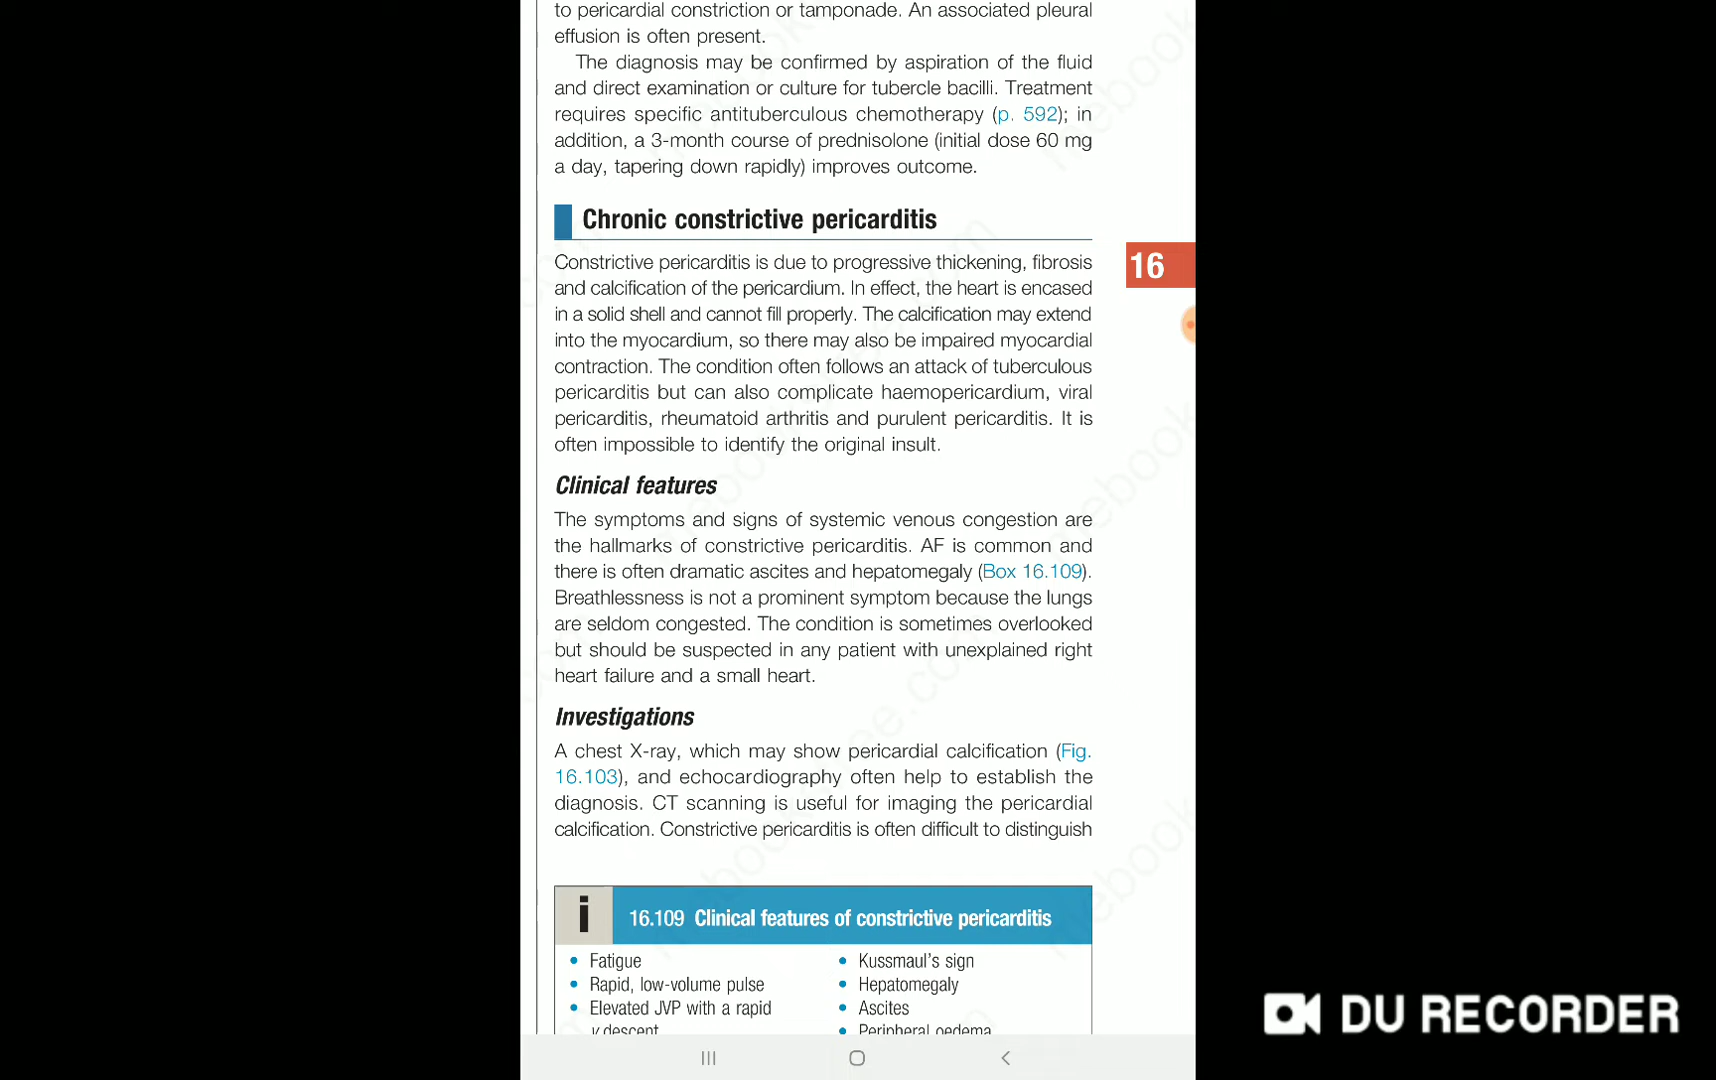 to pericardial constriction or tamponade. An associated pleural
effusion is often present.
The diagnosis may be confirmed by aspiration of the fluid
and direct examination or culture for tubercle bacilli. Treatment
requires specific antituberculous chemotherapy (p. 592); in
addition, a 3-month course of prednisolone (initial dose 60 mg
a day, tapering down rapidly) improves outcome.
Chronic constrictive pericarditis
16
Constrictive pericarditis is due to progressive thickening, fibrosis
and calcification of the pericardium. In effect, the heart is encased
in a solid shell and cannot fill properly. The calcification may extend
into the myocardium, so there may also be impaired myocardial
contraction. The condition often follows an attack of tuberculous
pericarditis but can also complicate haemopericardium, viral
pericarditis, rheumatoid arthritis and purulent pericarditis. It is
often impossible to identify the original insult.
Clinical features
The symptoms and signs of systemic venous congestion are
the hallmarks of constrictive pericarditis. AF is common and
there is often dramatic ascites and hepatomegaly (Box 16.109).
Breathlessness is not a prominent symptom because the lungs
are seldom congested. The condition is sometimes overlooked
but should be suspected in any patient with unexplained right
heart failure and a small heart.
Investigations
A chest X-ray, which may show pericardial calcification (Fig.
16.103), and echocardiography often help to establish the
diagnosis. CT scanning is useful for imaging the pericardial
calcification. Constrictive pericarditis is often difficult to distinguish
i 16.109 Clinical features of constrictive pericarditis
• Fatigue
• Rapid, low-volume pulse
• Elevated JVP with a rapid
y descent
• Kussmaul's sign
• Hepatomegaly
• Ascites
• Peripheral oedema
DU RECORDER